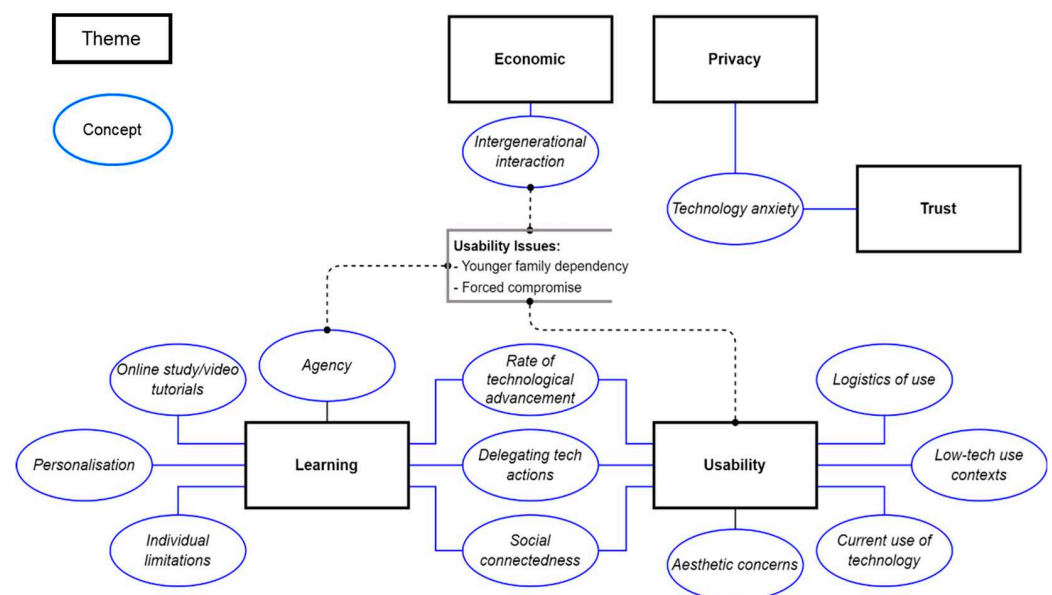 Theme
Concept
Economic
Privacy
Intergenerational
interaction
Technology anxiety
Trust
Usability Issues:
- Younger family dependency
- Forced compromise
Online study/video
tutorials
Agency
Rate of
technological
advancement
Logistics of use
Personalisation
Learning
Delegating tech
actions
Usability
Low-tech use
contexts
Individual
limitations
Social
connectedness
Aesthetic concerns
Current use of
technology